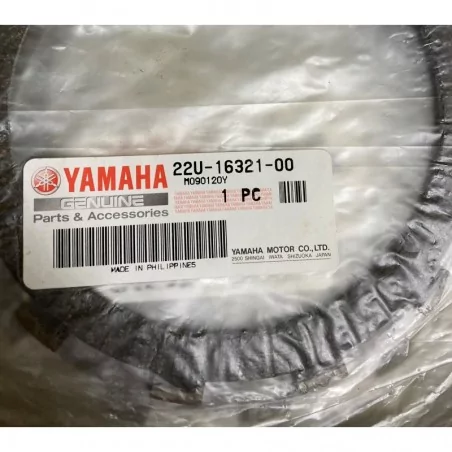 YAMAHA
GENUINE
Parts & Accessories
22U-16321-00
M090120Y
1 PC
YAMAHA MOTOR CO., LTD.
2500 SHINGAI IWATA SHIZUOKA JAPAN
MADE IN PHILIPPINES